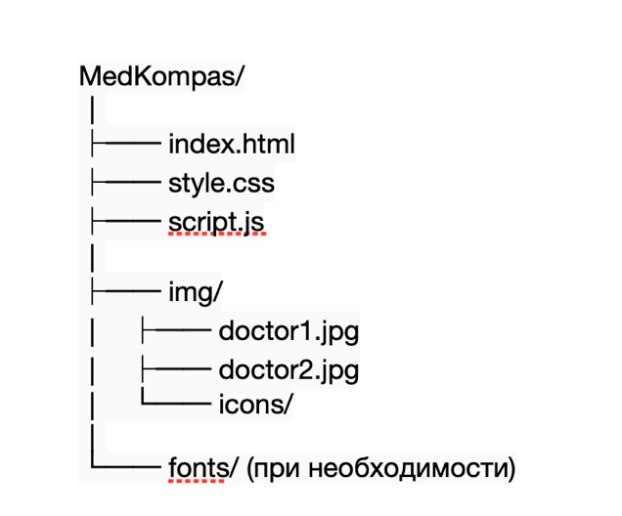 MedKompas/
│
├── index.html
├── style.css
├── script.js
│
├── img/
│   ├── doctor1.jpg
│   ├── doctor2.jpg
│   └── icons/
│
└── fonts/ (при необходимости)